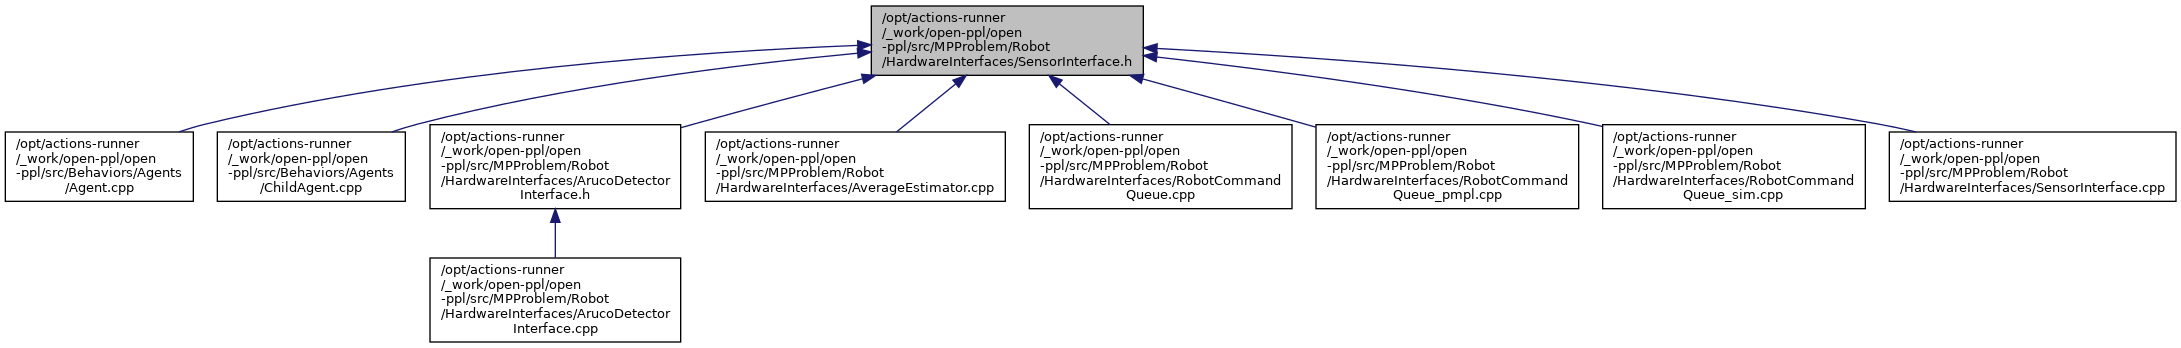 /opt/actions-runner
/_work/open-ppl/open
-ppl/src/MPProblem/Robot
/HardwareInterfaces/SensorInterface.h
/opt/actions-runner
/_work/open-ppl/open
-ppl/src/Behaviors/Agents
/Agent.cpp
/opt/actions-runner
/_work/open-ppl/open
-ppl/src/Behaviors/Agents
/ChildAgent.cpp
/opt/actions-runner
/_work/open-ppl/open
-ppl/src/MPProblem/Robot
/HardwareInterfaces/ArucoDetector
Interface.h
/opt/actions-runner
/_work/open-ppl/open
-ppl/src/MPProblem/Robot
/HardwareInterfaces/AverageEstimator.cpp
/opt/actions-runner
/_work/open-ppl/open
-ppl/src/MPProblem/Robot
/HardwareInterfaces/RobotCommand
Queue.cpp
/opt/actions-runner
/_work/open-ppl/open
-ppl/src/MPProblem/Robot
/HardwareInterfaces/RobotCommand
Queue_pmpl.cpp
/opt/actions-runner
/_work/open-ppl/open
-ppl/src/MPProblem/Robot
/HardwareInterfaces/RobotCommand
Queue_sim.cpp
/opt/actions-runner
/_work/open-ppl/open
-ppl/src/MPProblem/Robot
/HardwareInterfaces/SensorInterface.cpp
/opt/actions-runner
/_work/open-ppl/open
-ppl/src/MPProblem/Robot
/HardwareInterfaces/ArucoDetector
Interface.cpp